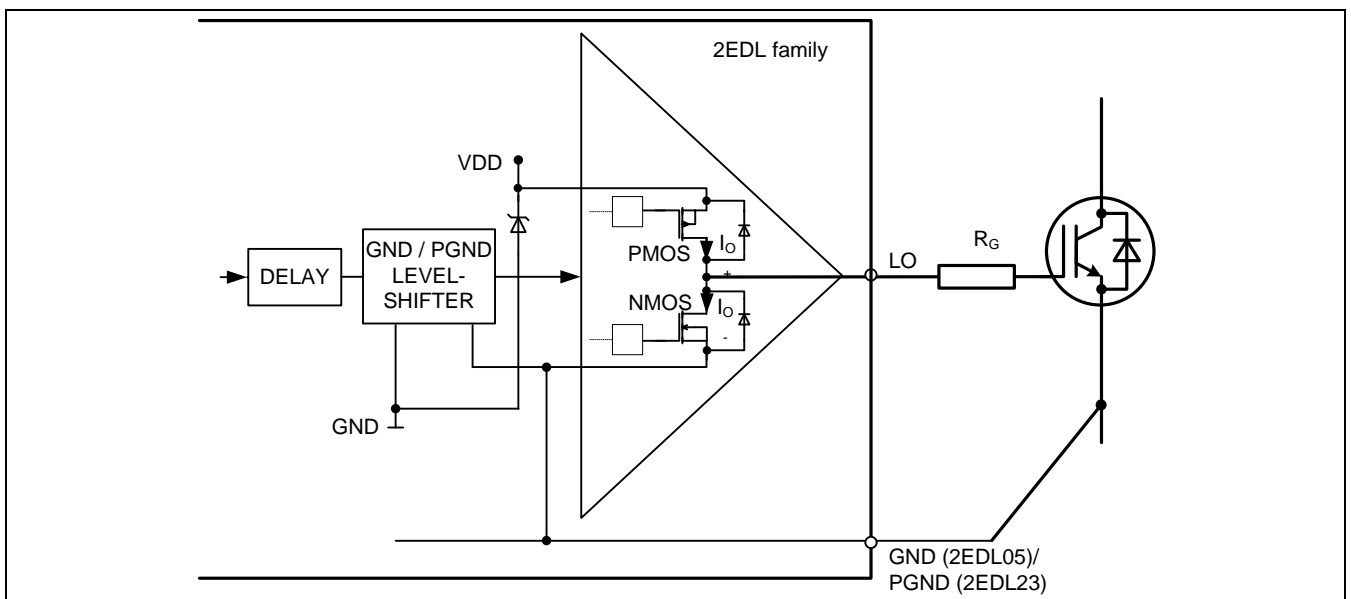 2EDL family
VDD
GND / PGND
LEVEL-
SHIFTER
DELAY
PMOS
IO
+
NMOS
IO
-
LO
RG
GND
GND (2EDL05)/
PGND (2EDL23)